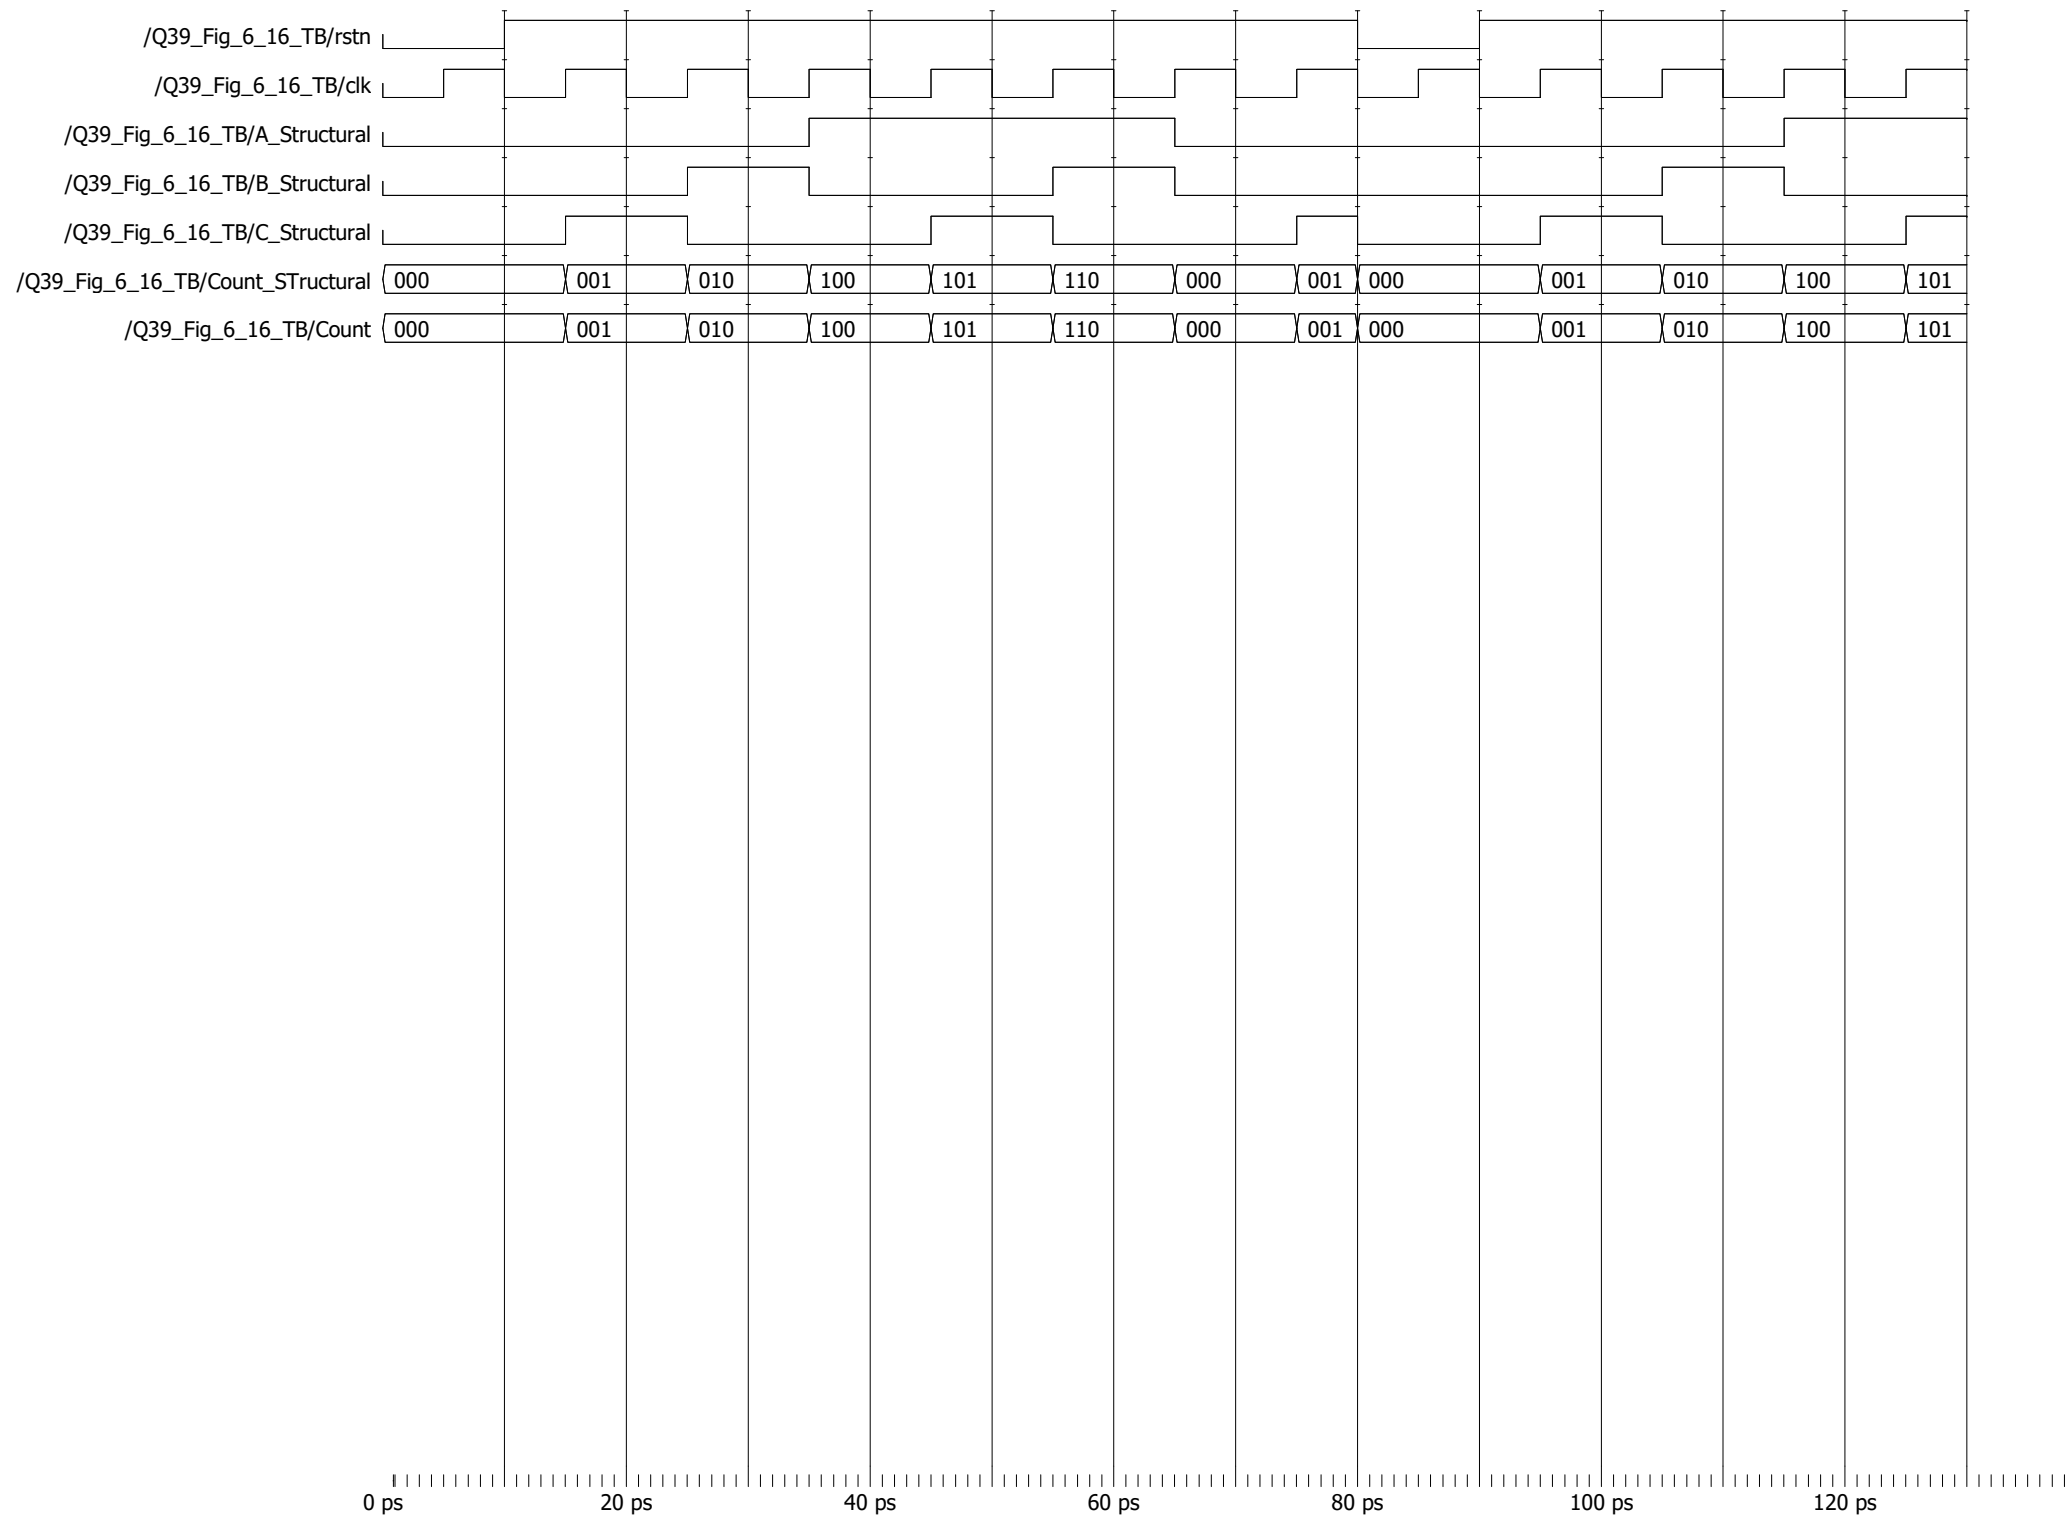 /Q39_Fig_6_16_TB/rstn
/Q39_Fig_6_16_TB/clk
/Q39_Fig_6_16_TB/A_Structural
/Q39_Fig_6_16_TB/B_Structural
/Q39_Fig_6_16_TB/C_Structural
/Q39_Fig_6_16_TB/Count_STructural 000 001 010 100 101 110 000 001 000 001 010 100 101
/Q39_Fig_6_16_TB/Count 000 001 010 100 101 110 000 001 000 001 010 100 101
0 ps 20 ps 40 ps 60 ps 80 ps 100 ps 120 ps